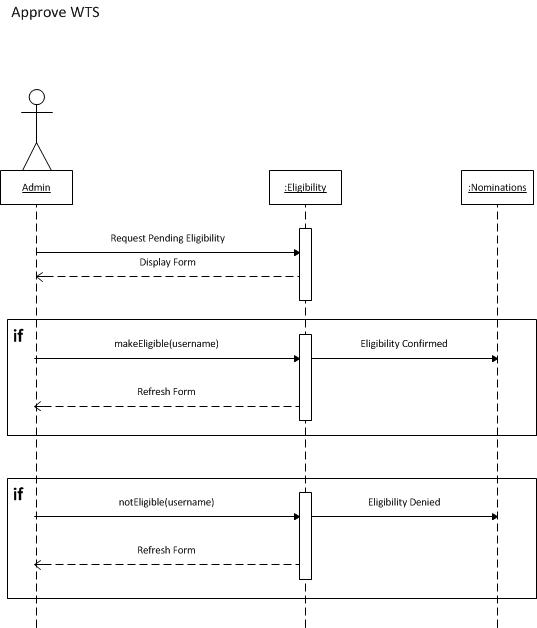 Approve WTS
Admin
:Eligibility
:Nominations
Request Pending Eligibility
Display Form
if
makeEligible(username)
Eligibility Confirmed
Refresh Form
if
notEligible(username)
Eligibility Denied
Refresh Form